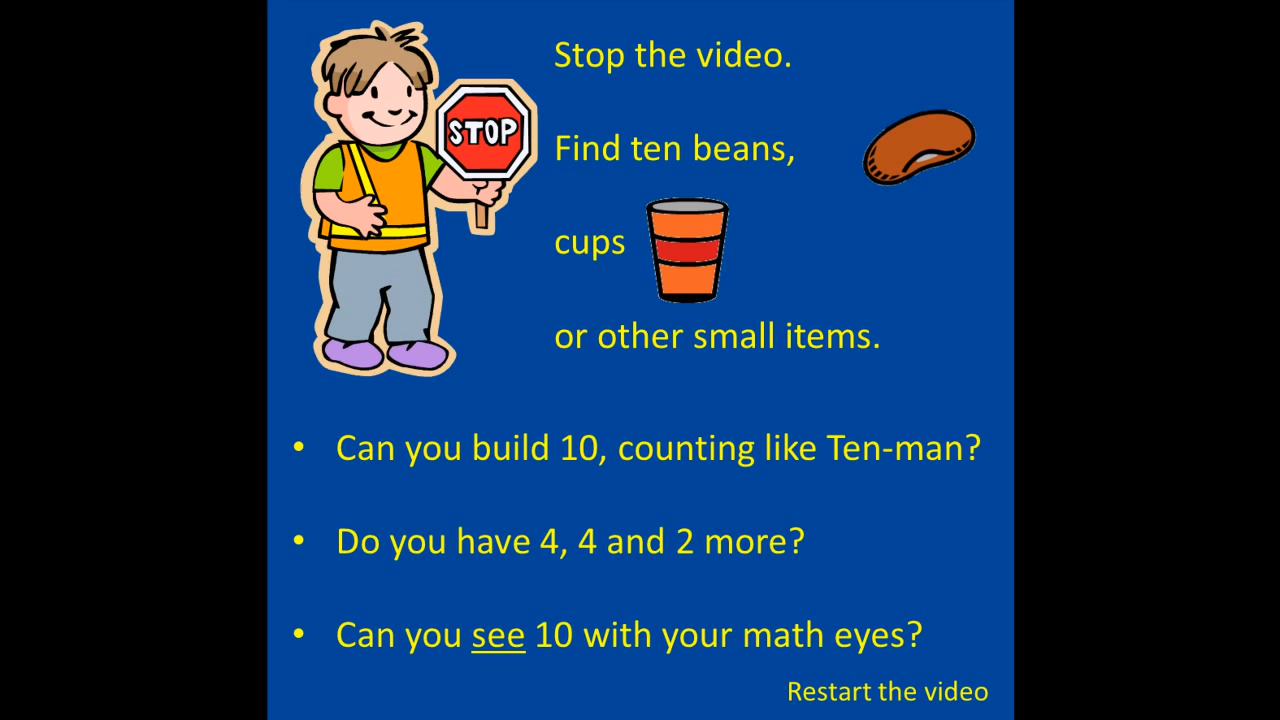 STOP
Stop the video.
Find ten beans,
cups
or other small items.
• Can you build 10, counting like Ten-man?
• Do you have 4, 4 and 2 more?
• Can you see 10 with your math eyes?
Restart the video